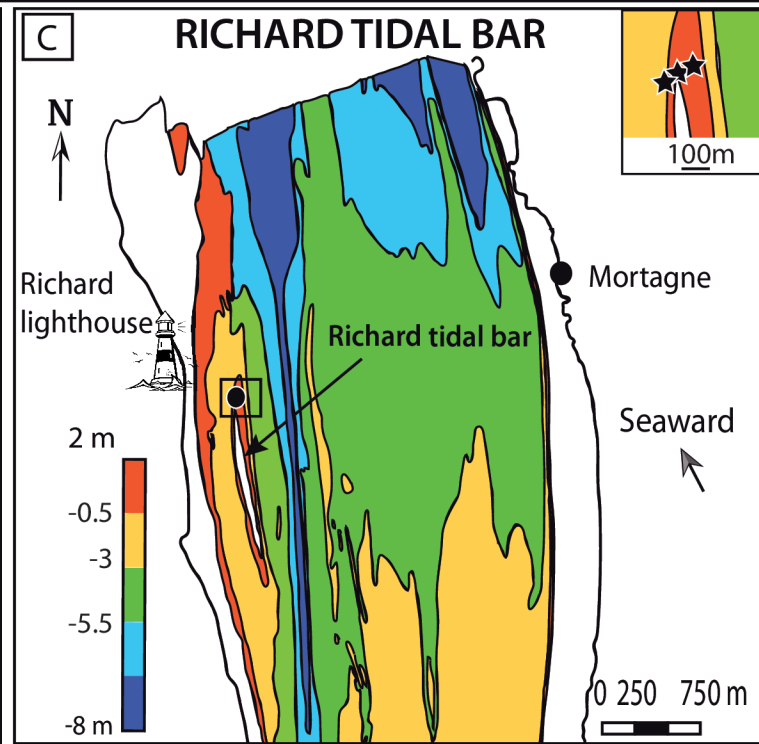 C
RICHARD TIDAL BAR
N
100m
Richard
lighthouse
Mortagne
Richard tidal bar
Seaward
2 m
-0.5
-3
-5.5
-8 m
0 250 750 m